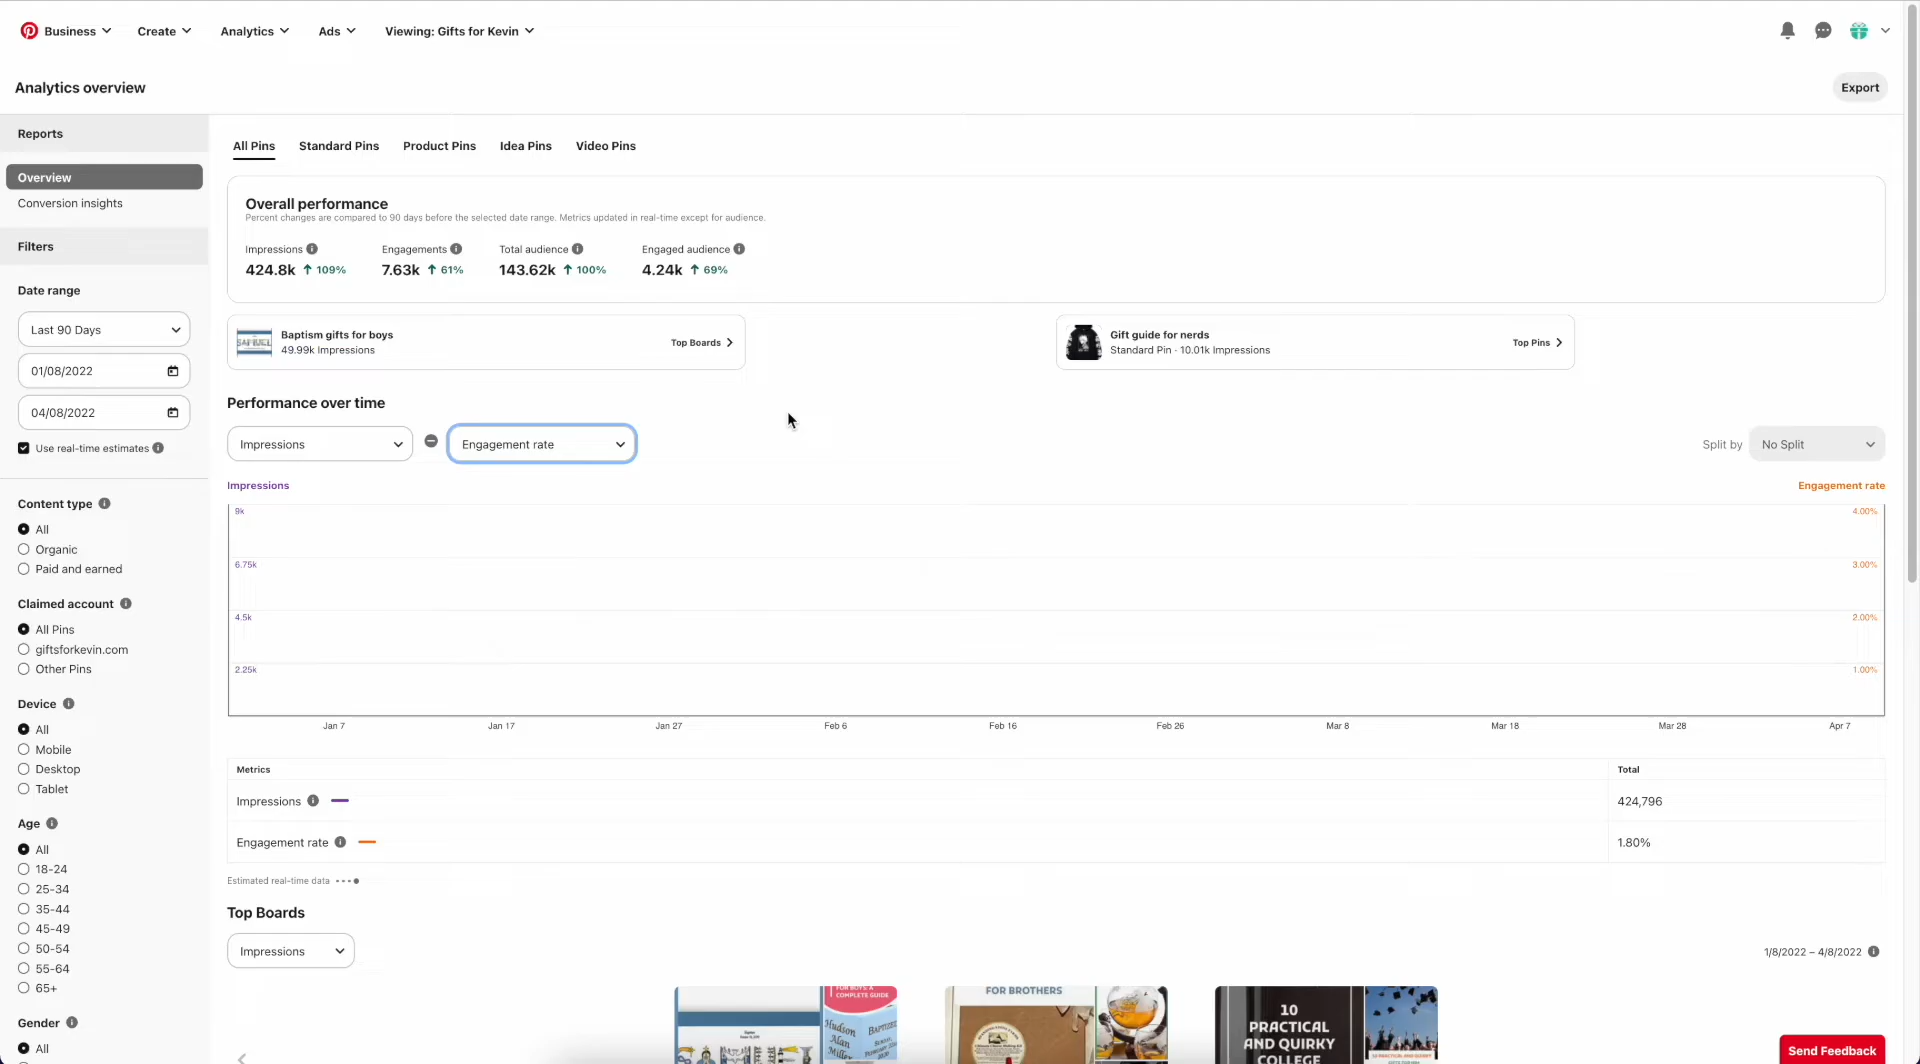 Business
Create
Analytics
Ads
Viewing: Gifts for Kevin
Analytics overview
Export
Reports
Overview
Conversion insights
Filters
Date range
Last 90 Days
01/08/2022
04/08/2022
Use real-time estimates
Content type
All
Organic
Paid and earned
Claimed account
All Pins
giftsforkevin.com
Other Pins
Device
All
Mobile
Desktop
Tablet
Age
All
18-24
25-34
35-44
45-49
50-54
55-64
65+
Gender
All
All Pins
Standard Pins
Product Pins
Idea Pins
Video Pins
Overall performance
Percent changes are compared to 90 days before the selected date range. Metrics updated in real-time except for audience.
Impressions
424.8k 109%
Engagements
7.63k 61%
Total audience
143.62k 100%
Engaged audience
4.24k 69%
Baptism gifts for boys
49.99k Impressions
Top Boards
Gift guide for nerds
Standard Pin · 10.01k Impressions
Top Pins
Performance over time
Impressions
Engagement rate
Split by
No Split
Impressions
Engagement rate
9k
6.75k
4.5k
2.25k
4.00%
3.00%
2.00%
1.00%
Jan 7
Jan 17
Jan 27
Feb 6
Feb 16
Feb 26
Mar 8
Mar 18
Mar 28
Apr 7
Metrics
Total
Impressions
424,796
Engagement rate
1.80%
Estimated real-time data
Top Boards
Impressions
1/8/2022 – 4/8/2022
FOR BOYS: A
COMPLETE GUIDE
Hudson
Alan
FOR BROTHERS
10
PRACTICAL
AND QUIRKY
COLLEGE
Send Feedback